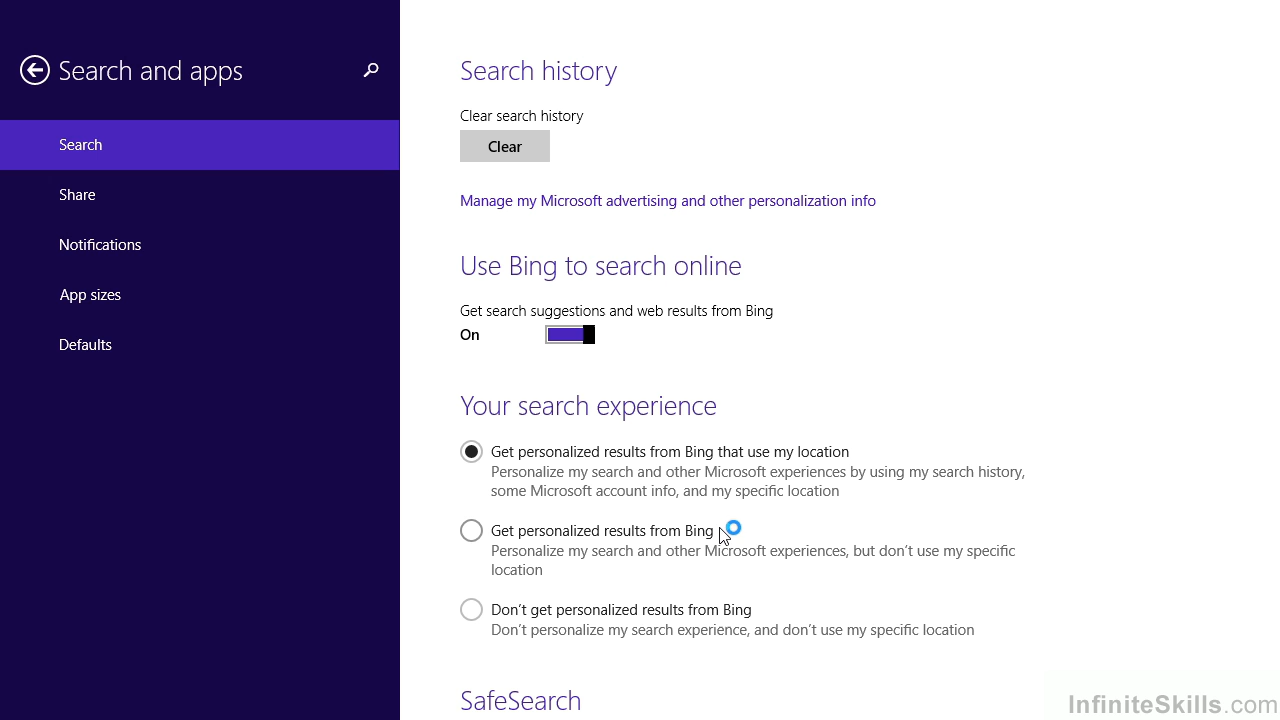 Search and apps
Search
Share
Notifications
App sizes
Defaults
Search history
Clear search history
Clear
Manage my Microsoft advertising and other personalization info
Use Bing to search online
Get search suggestions and web results from Bing
On
Your search experience
Get personalized results from Bing that use my location
Personalize my search and other Microsoft experiences by using my search history,
some Microsoft account info, and my specific location
Get personalized results from Bing
Personalize my search and other Microsoft experiences, but don't use my specific
location
Don't get personalized results from Bing
Don't personalize my search experience, and don't use my specific location
SafeSearch
InfiniteSkills.com